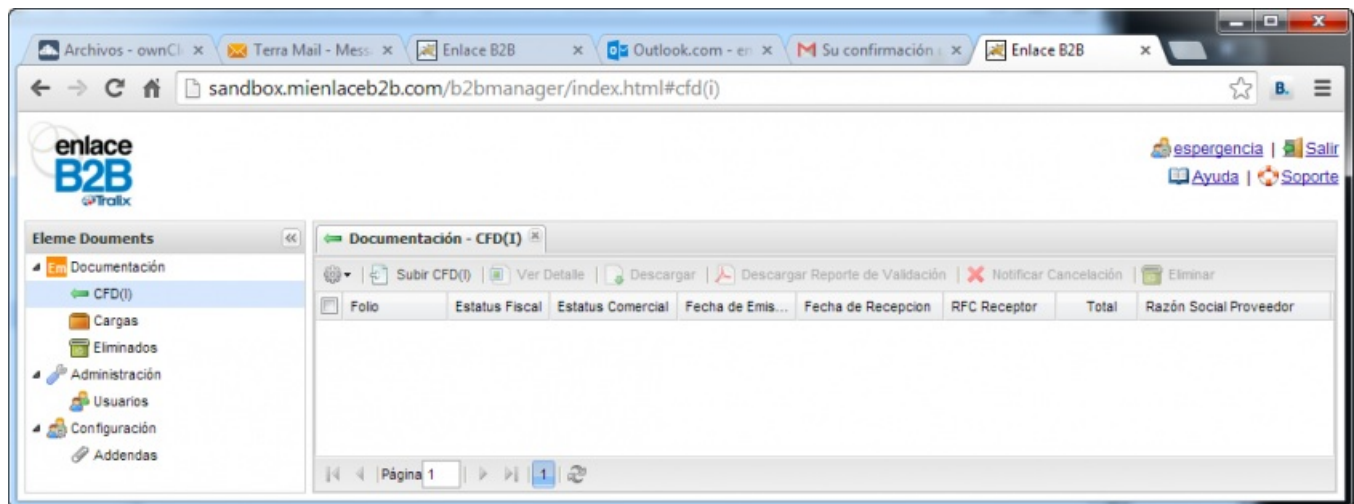 Archivos - ownCl
Terra Mail - Mess
Enlace B2B
Outlook.com - en
Su confirmación
Enlace B2B
sandbox.mienlaceb2b.com/b2bmanager/index.html#cfd(i)
B.
enlace
B2B
Tralix
espergencia | Salir
Ayuda | Soporte
Eleme Douments
Documentación - CFD(I)
Em Documentación
CFD(I)
Cargas
Eliminados
Administración
Usuarios
Configuración
Addendas
Subir CFD(I) | Ver Detalle | Descargar | Descargar Reporte de Validación | Notificar Cancelación | Eliminar
Folio Estatus Fiscal Estatus Comercial Fecha de Emis... Fecha de Recepcion RFC Receptor Total Razón Social Proveedor
Página 1 1